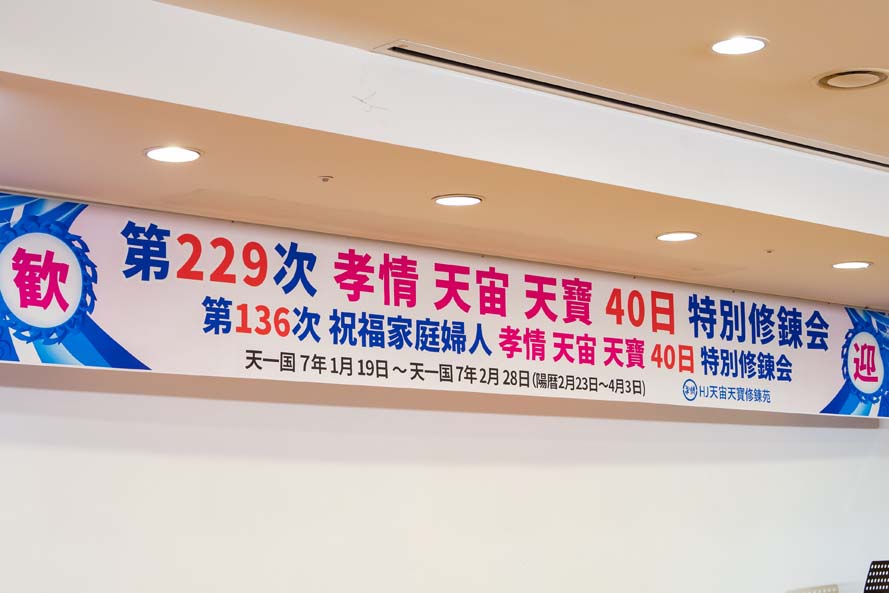 歓
第229次 孝情 天宙 天寶 40日 特別修錬会
第136次 祝福家庭婦人 孝情 天宙 天寶 40日 特別修錬会
天一国 7年 1月 19日 ～ 天一国 7年 2月 28日 (陽暦2月23日～4月3日)
HJ天宙天寶修錬苑
迎